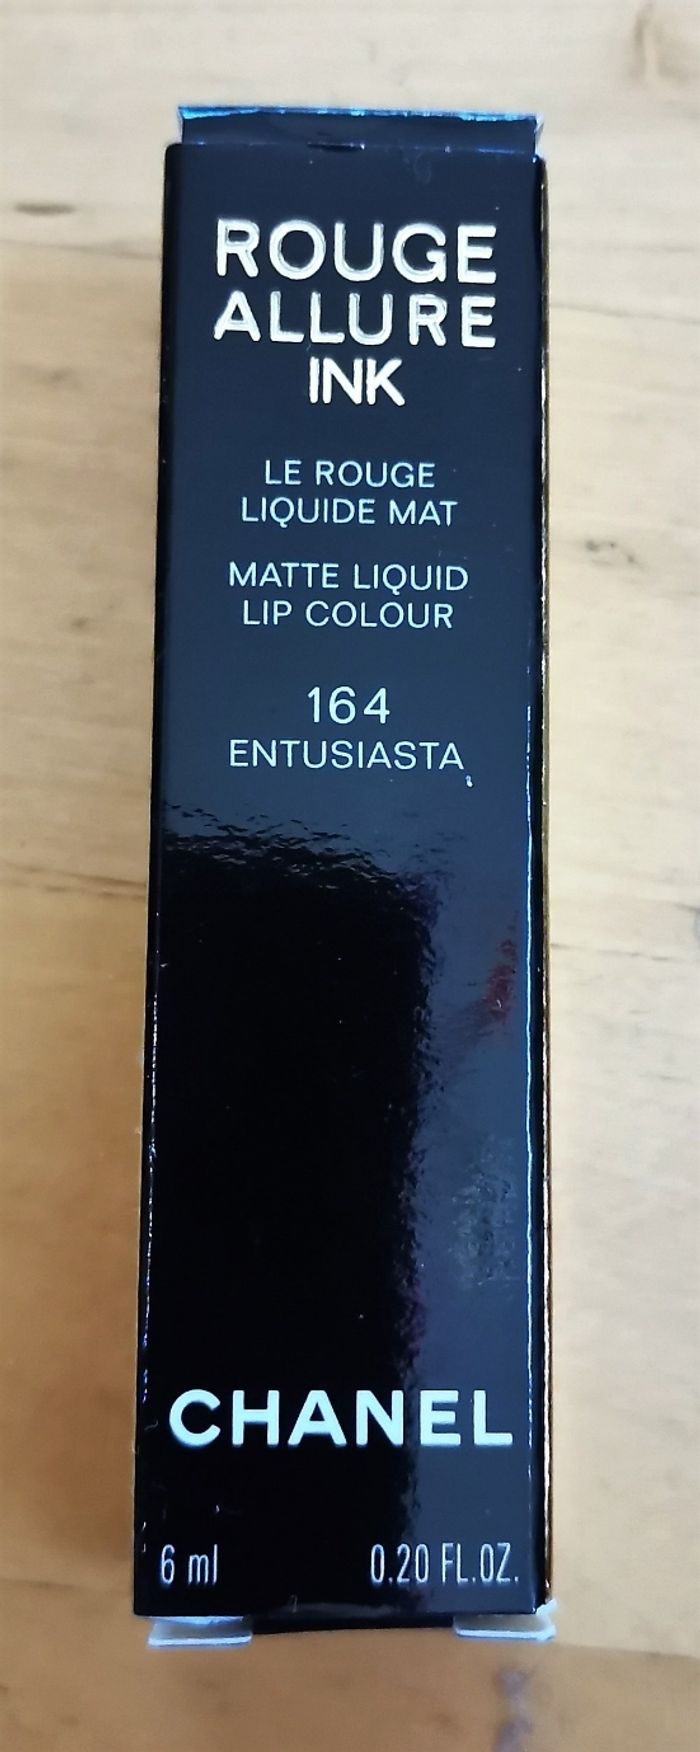 ROUGE
ALLURE
INK
LE ROUGE
LIQUIDE MAT
MATTE LIQUID
LIP COLOUR
164
ENTUSIASTA
CHANEL
6 ml 0.20 FL.OZ.